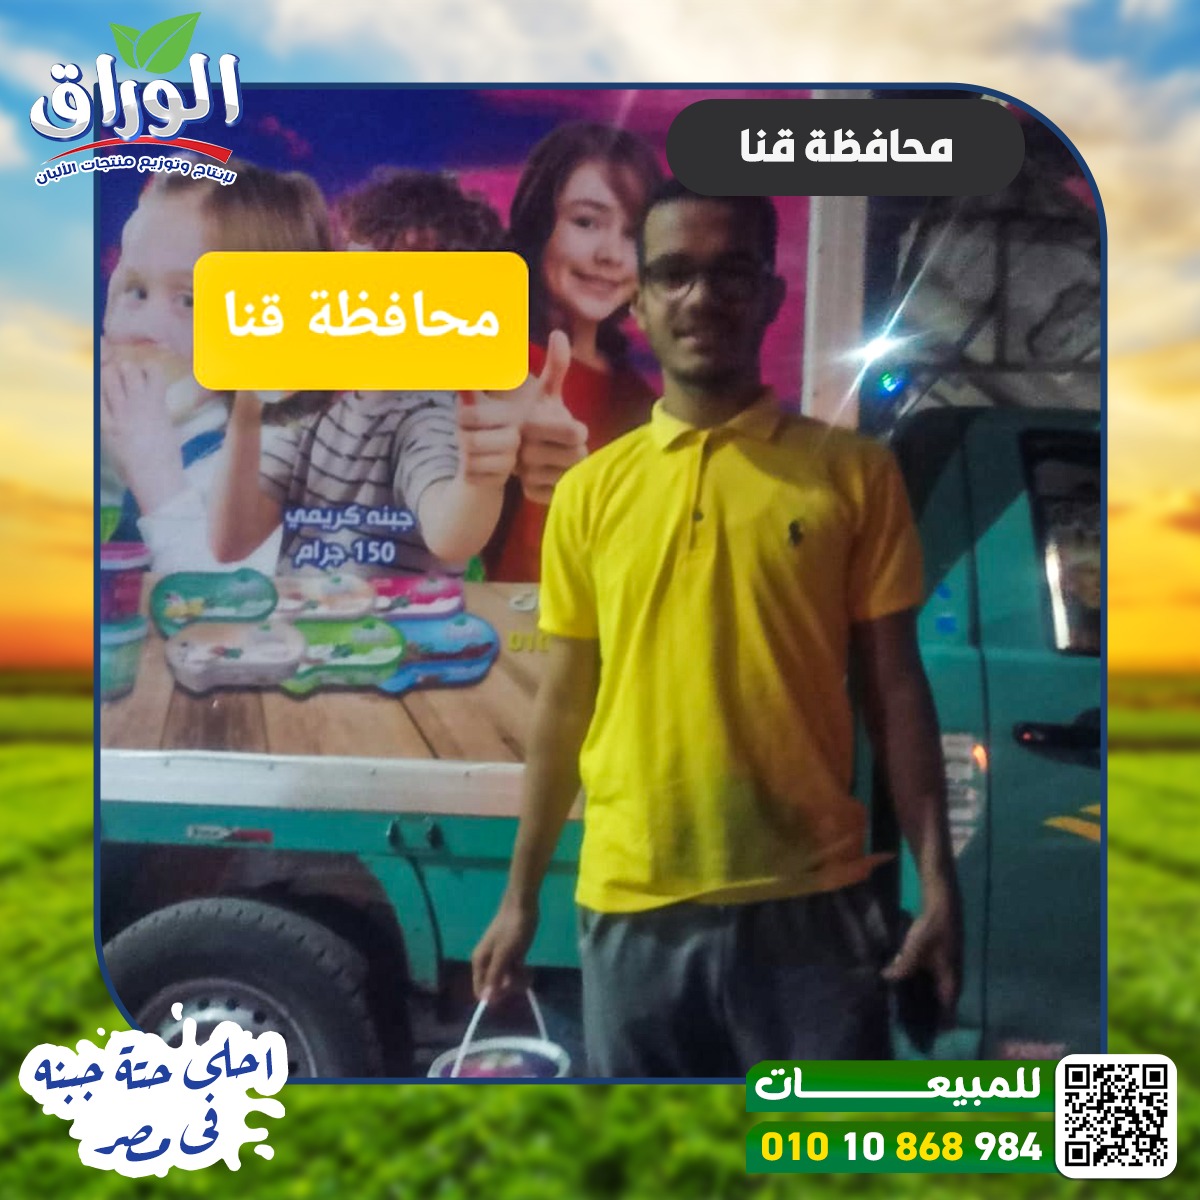 الوراق
لإنتاج وتوزيع منتجات الألبان
محافظة قنا
محافظة قنا
جبنه كريمي
150 جرام
احلى حتة جبنه
فى مصر
للمبيعـــات
010 10 868 984